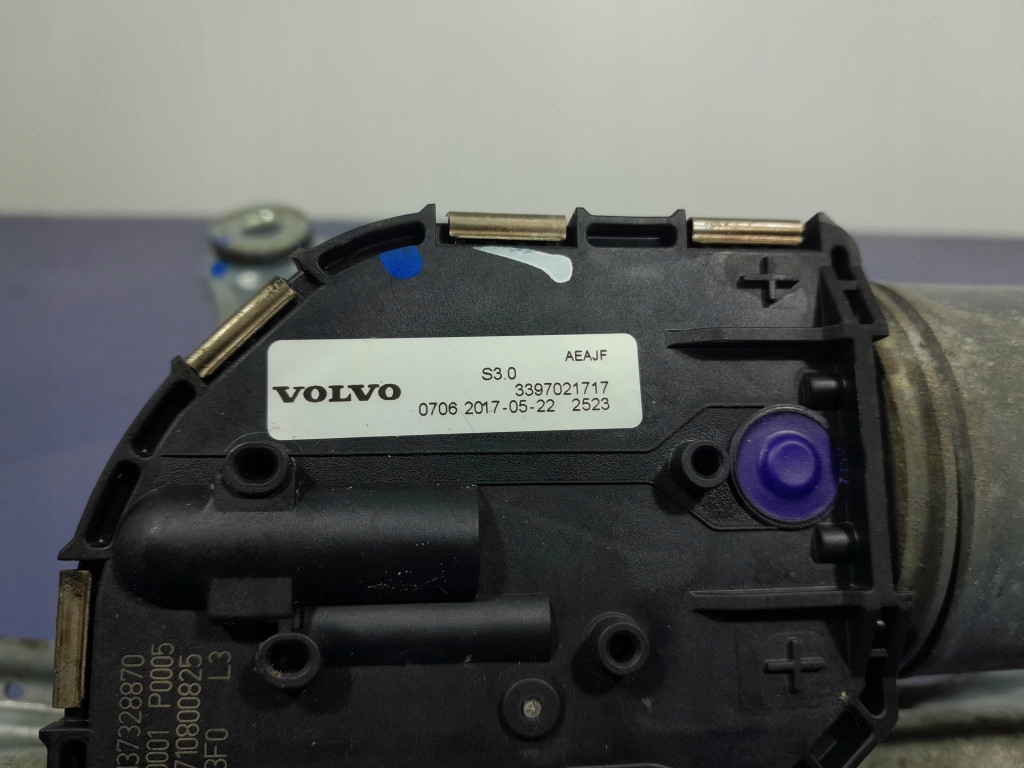 AEAJF
S3.0
VOLVO
3397021717
0706 2017-05-22 2523
37328870
0001 P0005
710800825
3F0 L3